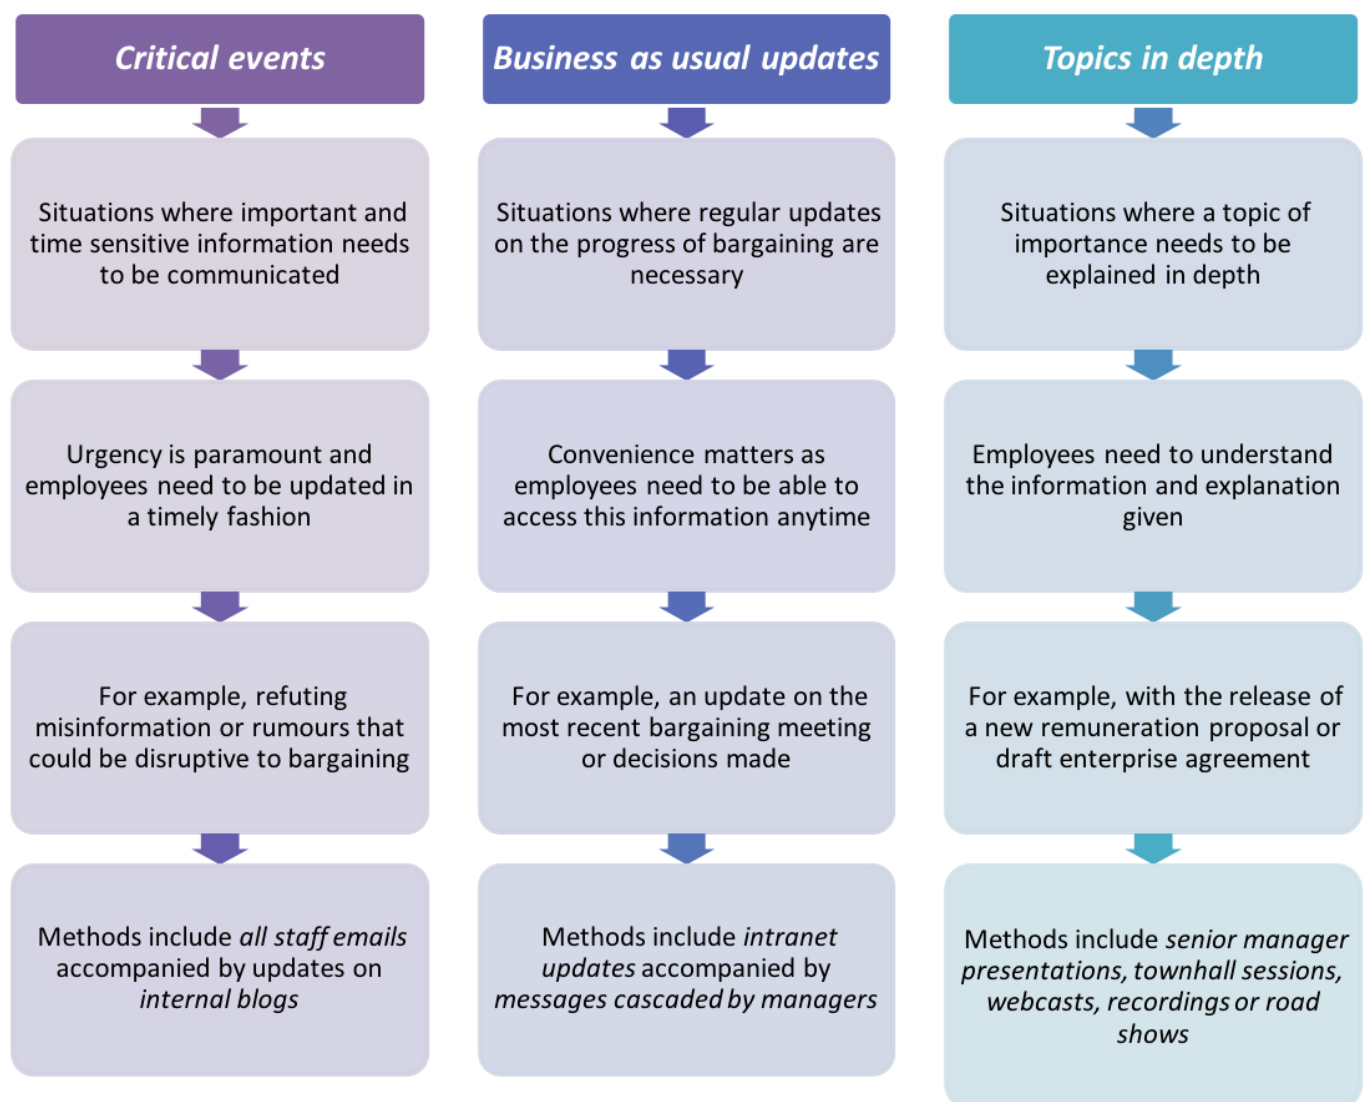 Critical events
Situations where important and
time sensitive information needs
to be communicated
Urgency is paramount and
employees need to be updated in
a timely fashion
For example, refuting
misinformation or rumours that
could be disruptive to bargaining
Methods include all staff emails
accompanied by updates on
internal blogs
Business as usual updates
Situations where regular updates
on the progress of bargaining are
necessary
Convenience matters as
employees need to be able to
access this information anytime
For example, an update on the
most recent bargaining meeting
or decisions made
Methods include intranet
updates accompanied by
messages cascaded by managers
Topics in depth
Situations where a topic of
importance needs to be
explained in depth
Employees need to understand
the information and explanation
given
For example, with the release of
a new remuneration proposal or
draft enterprise agreement
Methods include senior manager
presentations, townhall sessions,
webcasts, recordings or road
shows